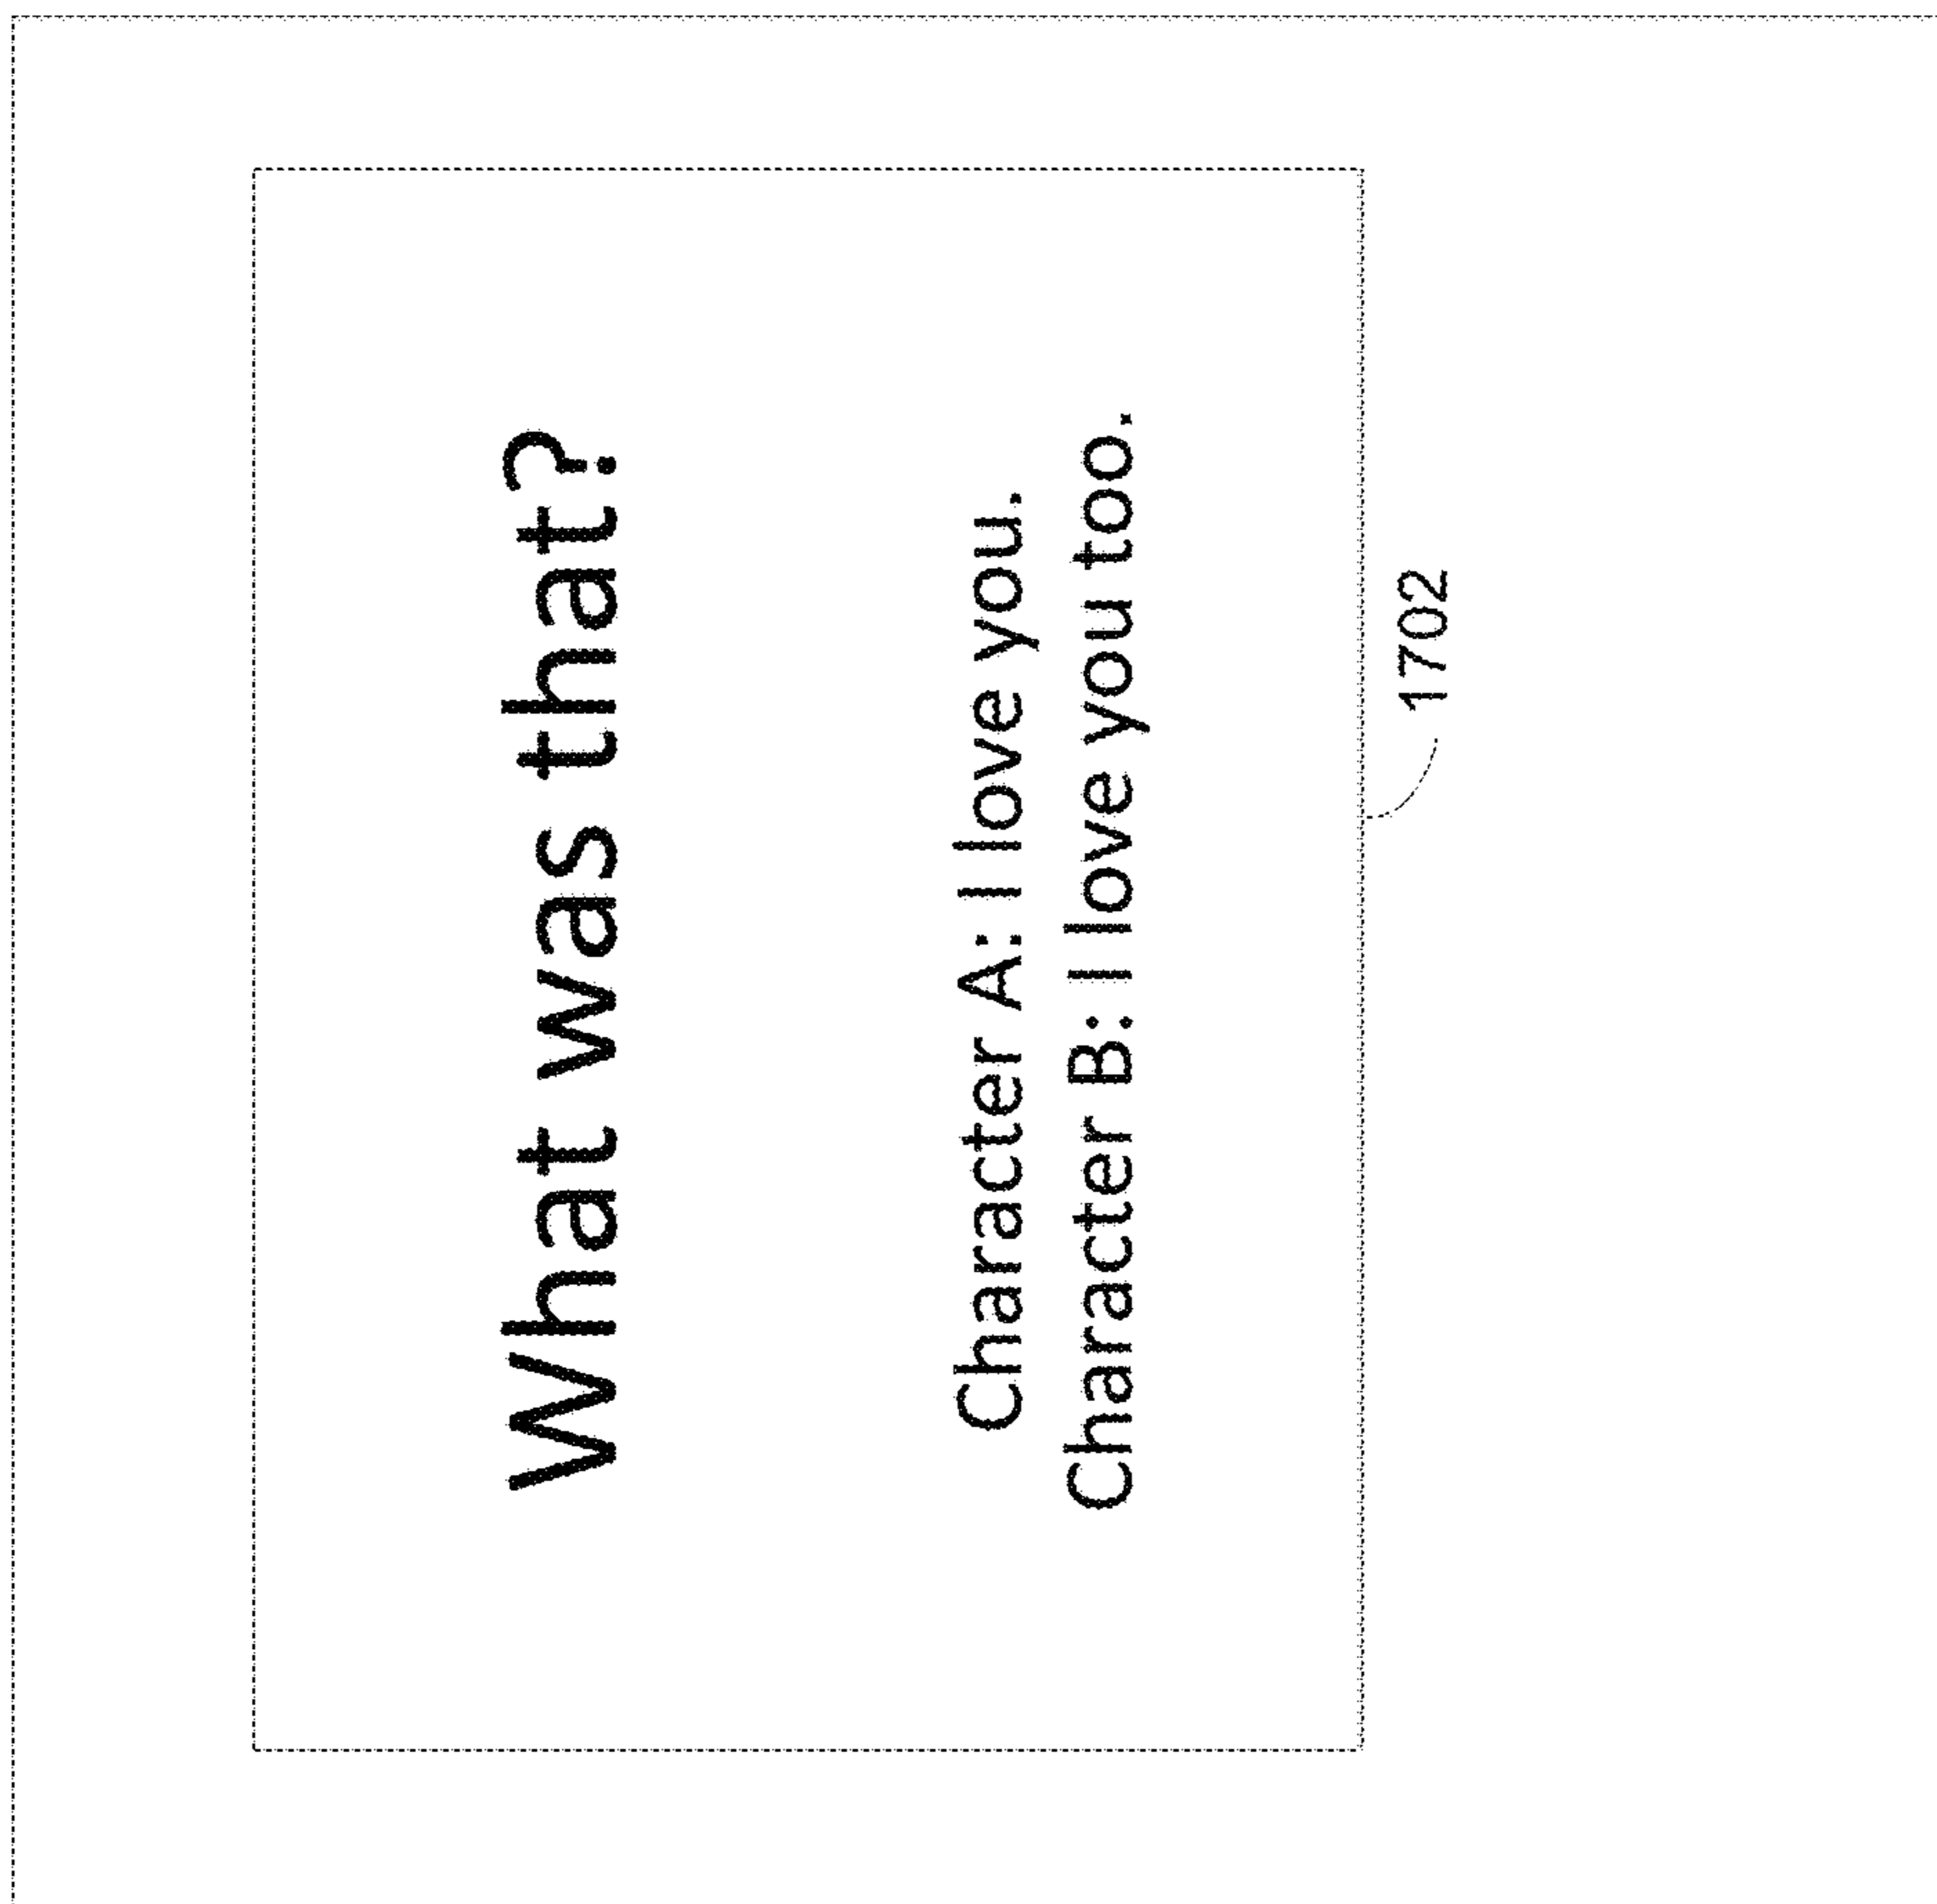 What was that?
Character A: I love you.
Character B: I love you too.
1702